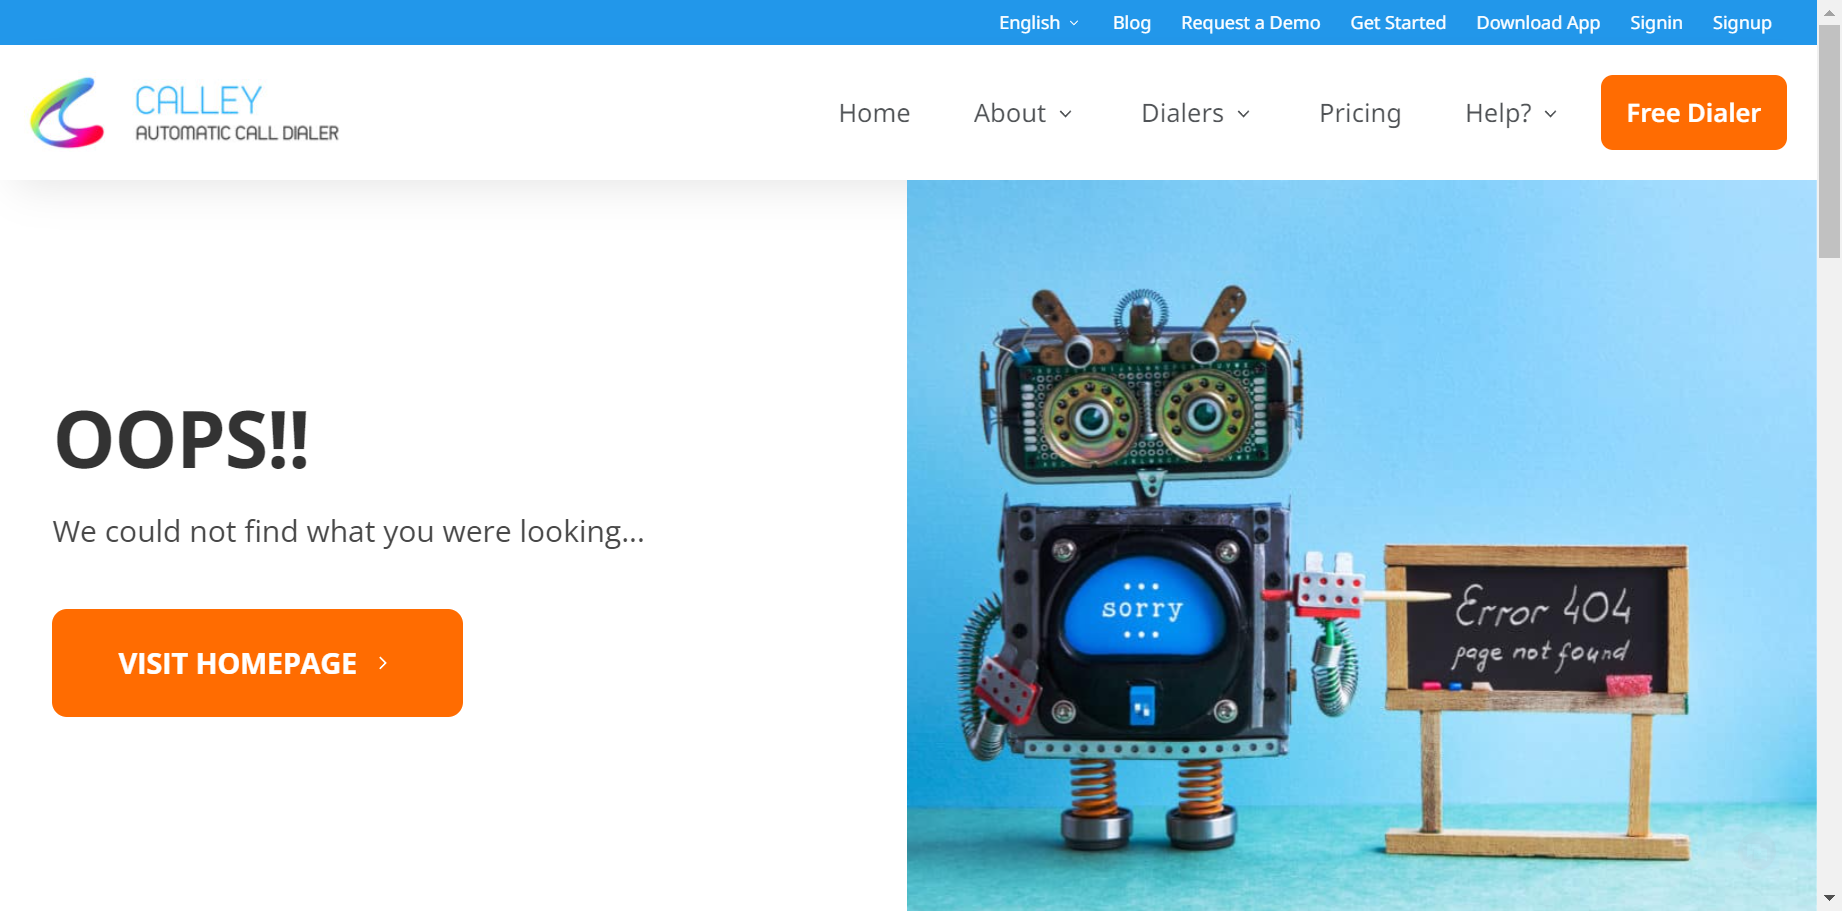 English Blog Request a Demo Get Started Download App Signin Signup
CALLEY
AUTOMATIC CALL DIALER
Home About Dialers Pricing Help? Free Dialer
OOPS!!
We could not find what you were looking...
VISIT HOMEPAGE
sorry
Error 404
page not found